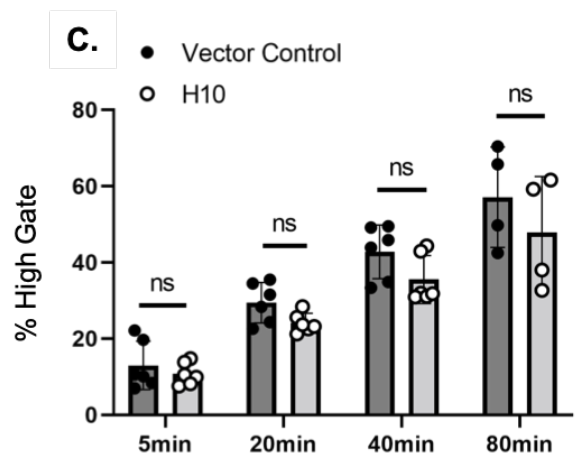 C.
Vector Control
H10
% High Gate
80
60
40
20
0
ns
ns
ns
ns
5min
20min
40min
80min